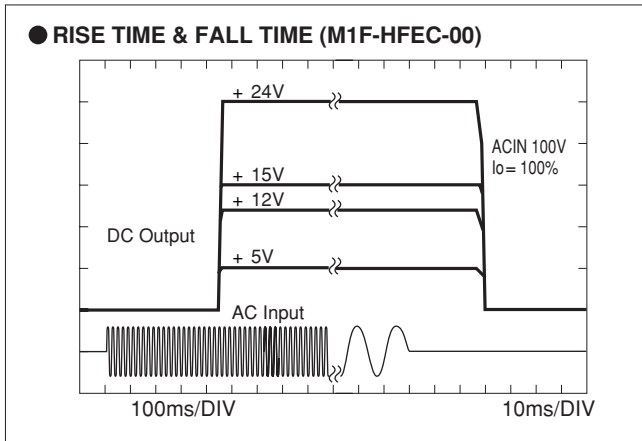 ● RISE TIME & FALL TIME (M1F-HFEC-00)
+ 24V
ACIN 100V
Io= 100%
+ 15V
+ 12V
DC Output
+ 5V
AC Input
100ms/DIV
10ms/DIV